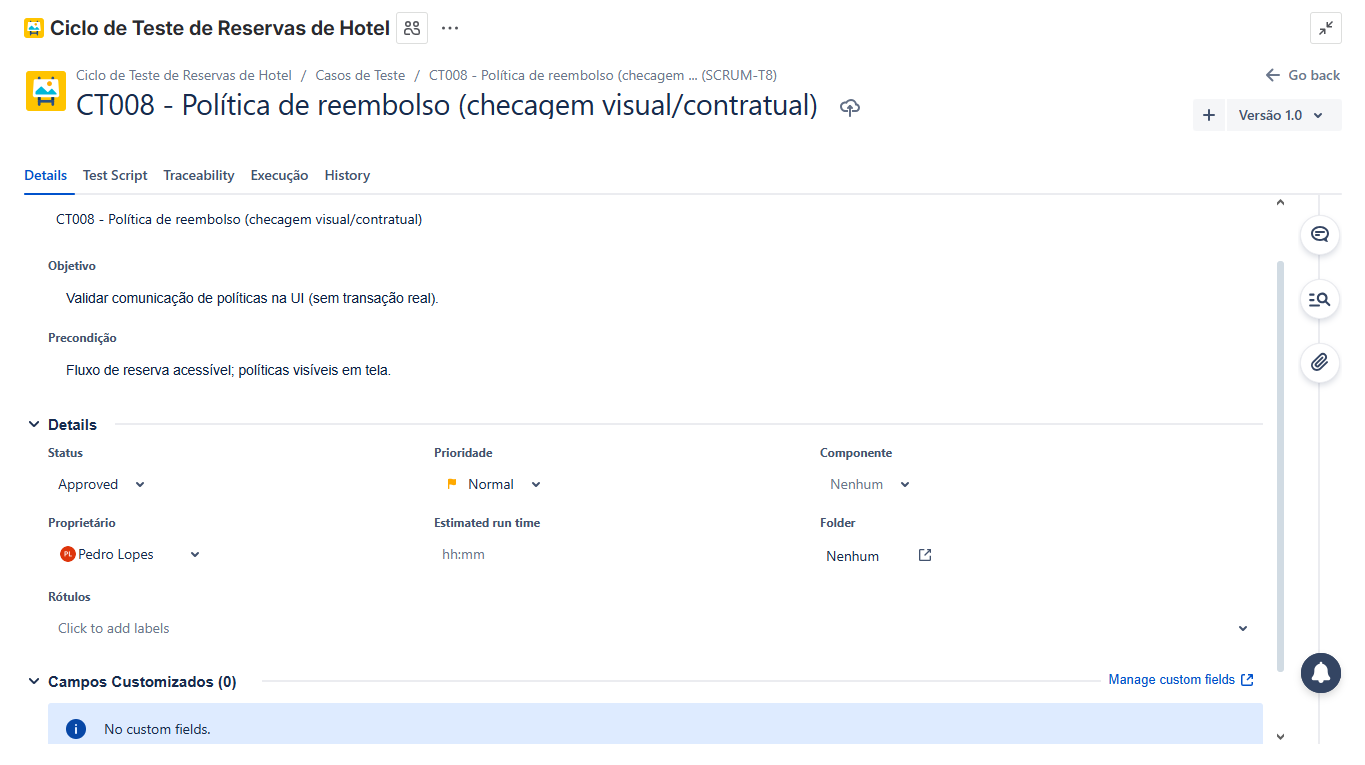 Ciclo de Teste de Reservas de Hotel
Ciclo de Teste de Reservas de Hotel / Casos de Teste / CT008 - Política de reembolso (checagem ... (SCRUM-T8)
Go back
CT008 - Política de reembolso (checagem visual/contratual)
Versão 1.0
Details Test Script Traceability Execução History
CT008 - Política de reembolso (checagem visual/contratual)
Objetivo
Validar comunicação de políticas na UI (sem transação real).
Precondição
Fluxo de reserva acessível; políticas visíveis em tela.
Details
Status Prioridade Componente
Approved Normal Nenhum
Proprietário Estimated run time Folder
PL Pedro Lopes hh:mm Nenhum
Rótulos
Click to add labels
Campos Customizados (0) Manage custom fields
No custom fields.